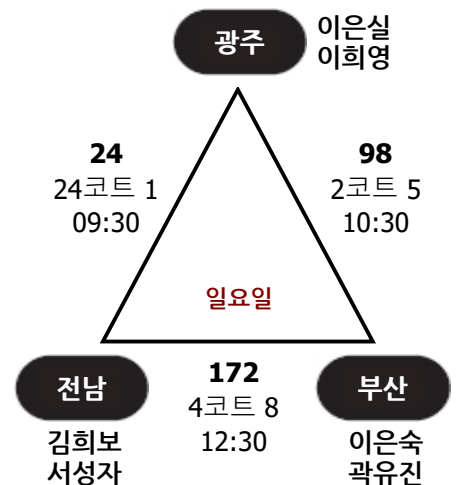 광주
이은실
이희영
24
24코트 1
09:30
98
2코트 5
10:30
일요일
전남
172
4코트 8
12:30
부산
김희보
서성자
이은숙
곽유진